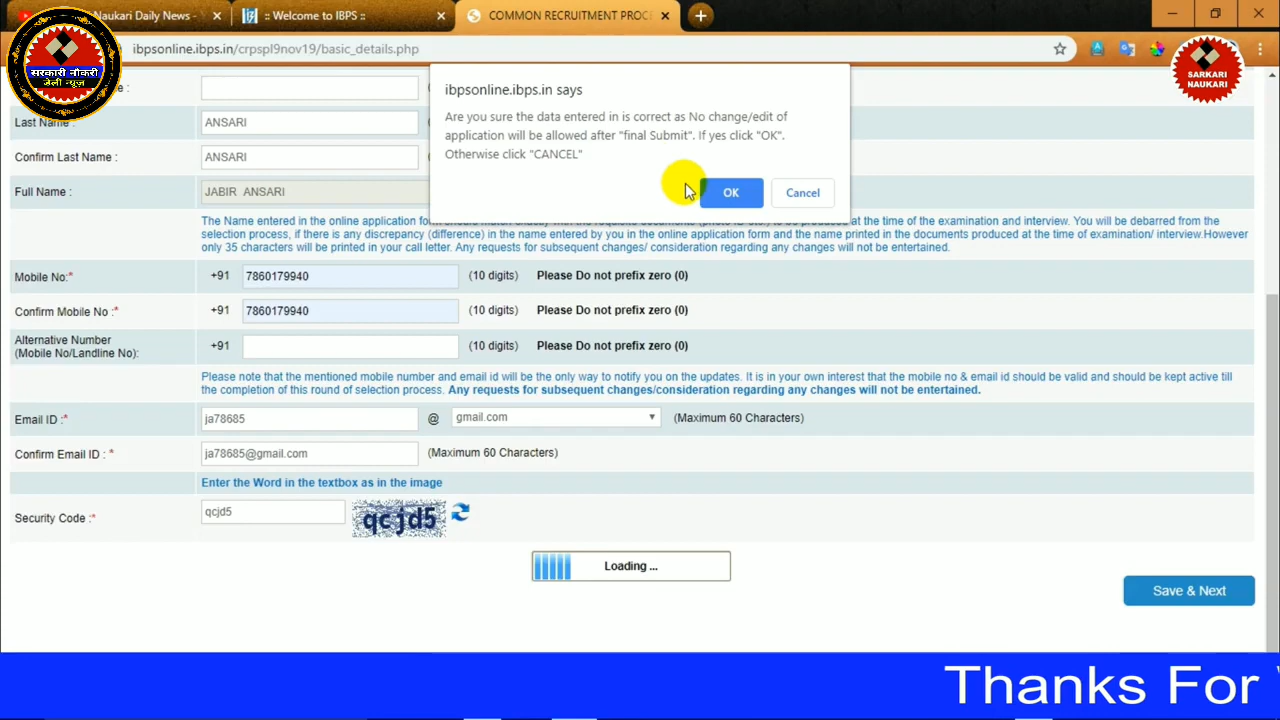 Naukari Daily News -
:: Welcome to IBPS ::
COMMON RECRUITMENT PROC
ibpsonline.ibps.in/crpspl9nov19/basic_details.php
सरकारी नौकरी
डेली न्यूज़
SARKARI
NAUKARI
ibpsonline.ibps.in says
Are you sure the data entered in is correct as No change/edit of
application will be allowed after "final Submit". If yes click "OK".
Otherwise click "CANCEL"
OK Cancel
Last Name : ANSARI
Confirm Last Name : ANSARI
Full Name : JABIR ANSARI
at the time of the examination and interview. You will be debarred from the
selection process, if there is any discrepancy (difference) in the name entered by you in the online application form and the name printed in the documents produced at the time of examination/ interview.However
only 35 characters will be printed in your call letter. Any requests for subsequent changes/ consideration regarding any changes will not be entertained.
Mobile No:* +91 7860179940 (10 digits) Please Do not prefix zero (0)
Confirm Mobile No :* +91 7860179940 (10 digits) Please Do not prefix zero (0)
Alternative Number
(Mobile No/Landline No): +91 (10 digits) Please Do not prefix zero (0)
Please note that the mentioned mobile number and email id will be the only way to notify you on the updates. It is in your own interest that the mobile no & email id should be valid and should be kept active till
the completion of this round of selection process. Any requests for subsequent changes/consideration regarding any changes will not be entertained.
Email ID :* ja78685 @ gmail.com (Maximum 60 Characters)
Confirm Email ID : * ja78685@gmail.com (Maximum 60 Characters)
Enter the Word in the textbox as in the image
Security Code :* qcjd5 qcjd5
Loading ...
Save & Next
Thanks For